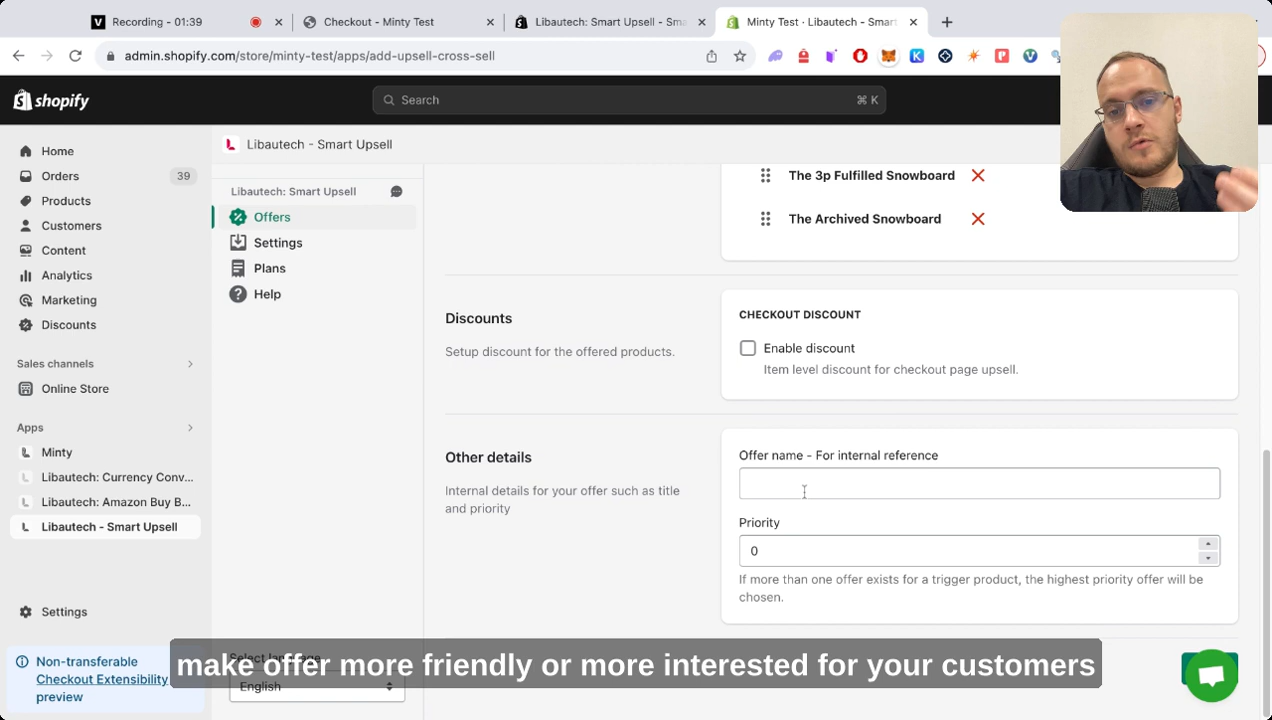 Recording - 01:39
Checkout - Minty Test
Libautech: Smart Upsell - Sma
Minty Test · Libautech - Smart
admin.shopify.com/store/minty-test/apps/add-upsell-cross-sell
shopify
Search
⌘ K
Home
Orders
39
Products
Customers
Content
Analytics
Marketing
Discounts
Sales channels
Online Store
Apps
Minty
Libautech: Currency Conv...
Libautech: Amazon Buy B...
Libautech - Smart Upsell
Settings
Non-transferable
Checkout Extensibility
preview
Libautech - Smart Upsell
Libautech: Smart Upsell
Offers
Settings
Plans
Help
English
The 3p Fulfilled Snowboard
The Archived Snowboard
Discounts
Setup discount for the offered products.
CHECKOUT DISCOUNT
Enable discount
Item level discount for checkout page upsell.
Other details
Internal details for your offer such as title
and priority
Offer name - For internal reference
Priority
0
If more than one offer exists for a trigger product, the highest priority offer will be
chosen.
make offer more friendly or more interested for your customers